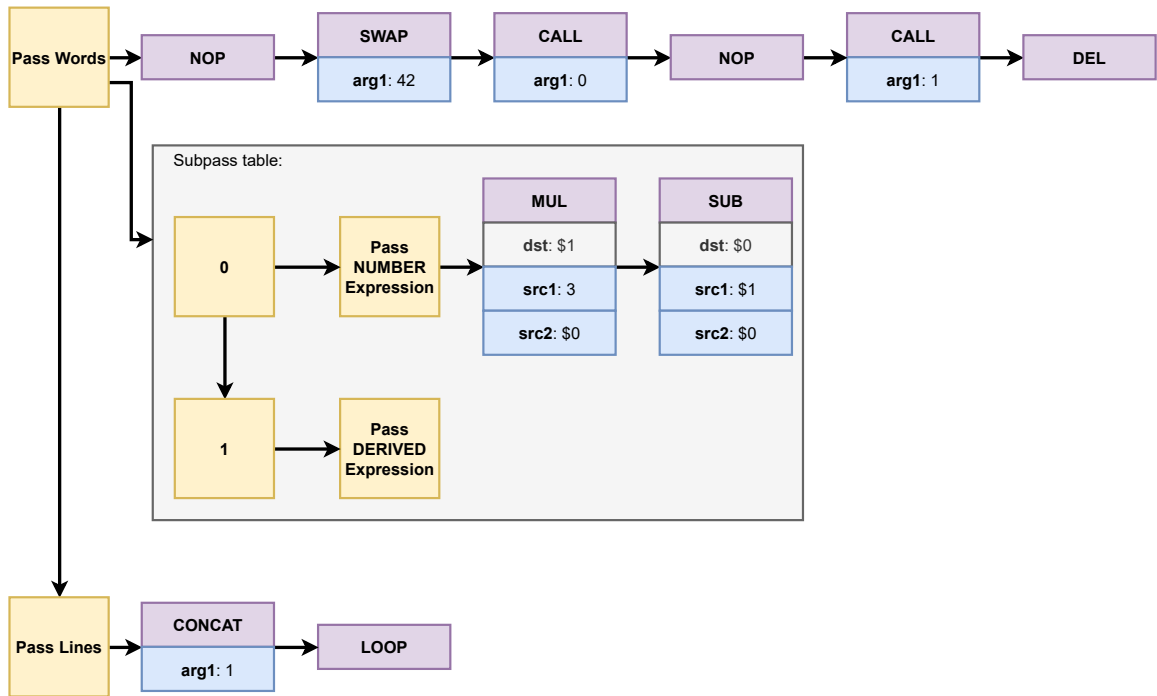 Pass Words
NOP
SWAP
arg1: 42
CALL
arg1: 0
NOP
CALL
arg1: 1
DEL
Subpass table:
0
Pass
NUMBER
Expression
MUL
dst: $1
src1: 3
src2: $0
SUB
dst: $0
src1: $1
src2: $0
1
Pass
DERIVED
Expression
Pass Lines
CONCAT
arg1: 1
LOOP